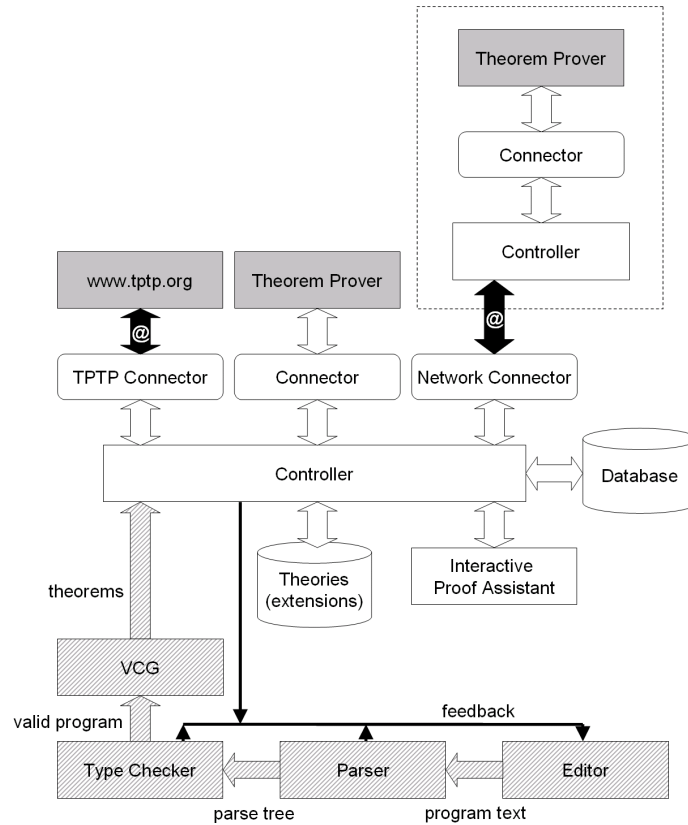 Theorem Prover
Connector
Controller
www.tptp.org
Theorem Prover
@
@
TPTP Connector
Connector
Network Connector
Controller
Database
Theories
(extensions)
Interactive
Proof Assistant
theorems
VCG
valid program
feedback
Type Checker
Parser
Editor
parse tree
program text